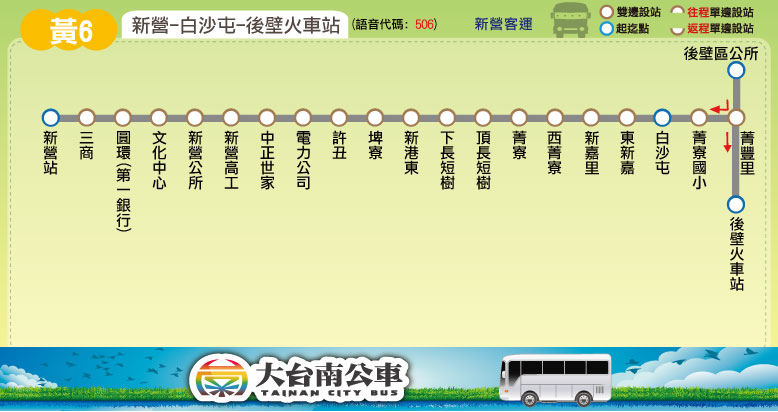 黃6
新營-白沙屯-後壁火車站
(語音代碼: 506)
新營客運
雙邊設站
往程單邊設站
起迄點
返程單邊設站
後壁區公所
新營站
三商
圓環(第一銀行)
文化中心
新營公所
新營高工
中正世家
電力公司
許丑
埤寮
新港東
下長短樹
頂長短樹
菁寮
西菁寮
新嘉里
東新嘉
白沙屯
菁寮國小
菁豐里
後壁火車站
大台南公車
TAINAN CITY BUS